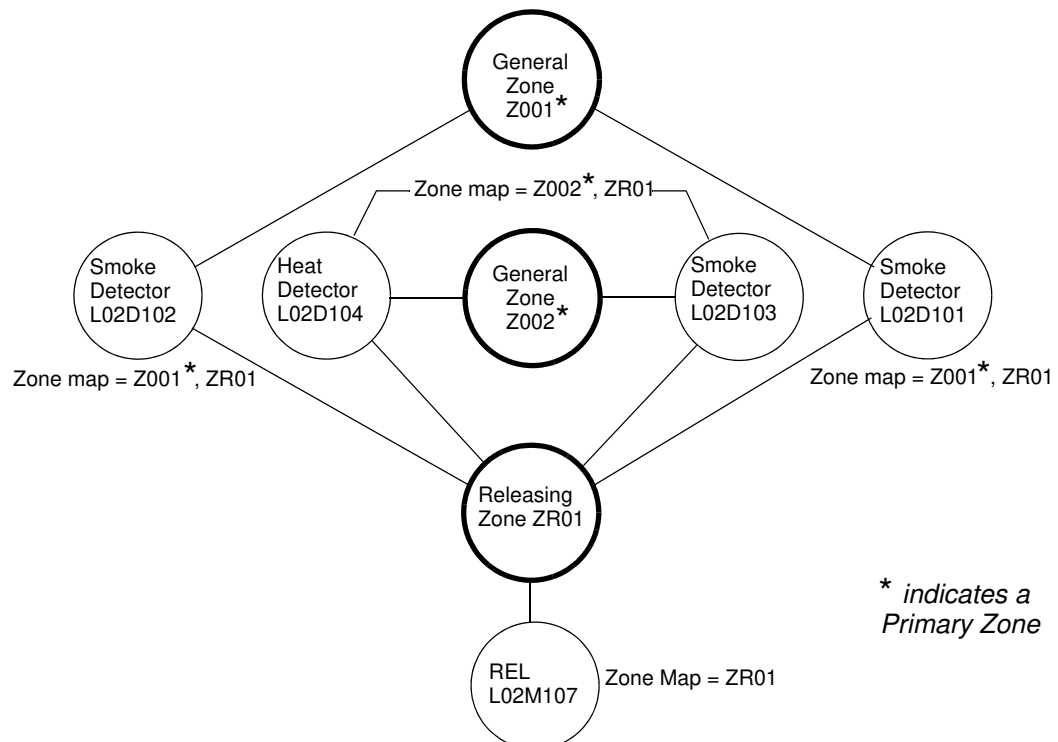 General
Zone
Z001*
Zone map = Z002*, ZR01
Smoke
Detector
L02D102
Heat
Detector
L02D104
General
Zone
Z002*
Smoke
Detector
L02D103
Smoke
Detector
L02D101
Zone map = Z001*, ZR01
Zone map = Z001*, ZR01
Releasing
Zone ZR01
* indicates a
Primary Zone
REL
L02M107
Zone Map = ZR01